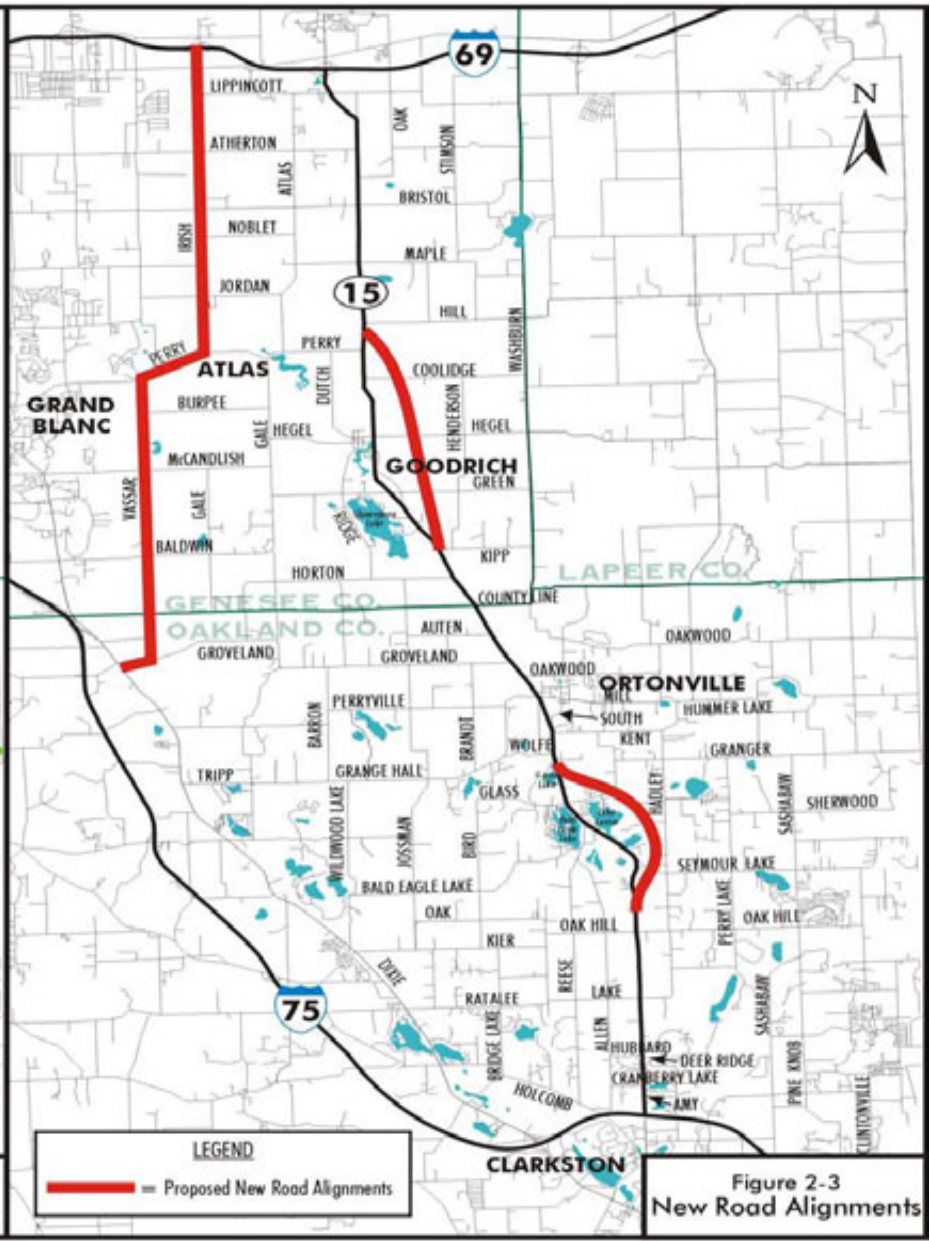 69
N
LIPPINCOTT
OAK
ATHERTON
STIMSON
ATLAS
BRISTOL
NOBLET
IRISH
MAPLE
JORDAN
15
HILL
WASHBURN
PERRY
PERRY
ATLAS
COOLIDGE
DUTCH
GRAND
BLANC
BURPEE
HENDERSON
GALE
HEGEL
HEGEL
McCANDLISH
GOODRICH
GREEN
VASSAR
GALE
RIDGE
BALDWIN
KIPP
HORTON
LAPEER CO.
GENESEE CO.
COUNTY LINE
OAKLAND CO.
AUTEN
OAKWOOD
GROVELAND
GROVELAND
OAKWOOD
ORTONVILLE
MILL
PERRYVILLE
HUMMER LAKE
BARRON
SOUTH
BRANDT
WOLFE
KENT
GRANGER
TRIPP
GRANGE HALL
HADLEY
GLASS
SASHABAW
SHERWOOD
WILDWOOD LAKE
JOSSMAN
BIRD
SEYMOUR LAKE
BALD EAGLE LAKE
OAK
PERRY LAKE
OAK HILL
OAK HILL
KIER
DIXIE
REESE
75
RATALEE
LAKE
SASHABAW
ALLEN
BRIDGE LAKE
HUBBARD
DEER RIDGE
PINE KNOB
CRANBERRY LAKE
HOLCOMB
AMY
CLINTONVILLE
LEGEND
= Proposed New Road Alignments
CLARKSTON
Figure 2-3
New Road Alignments